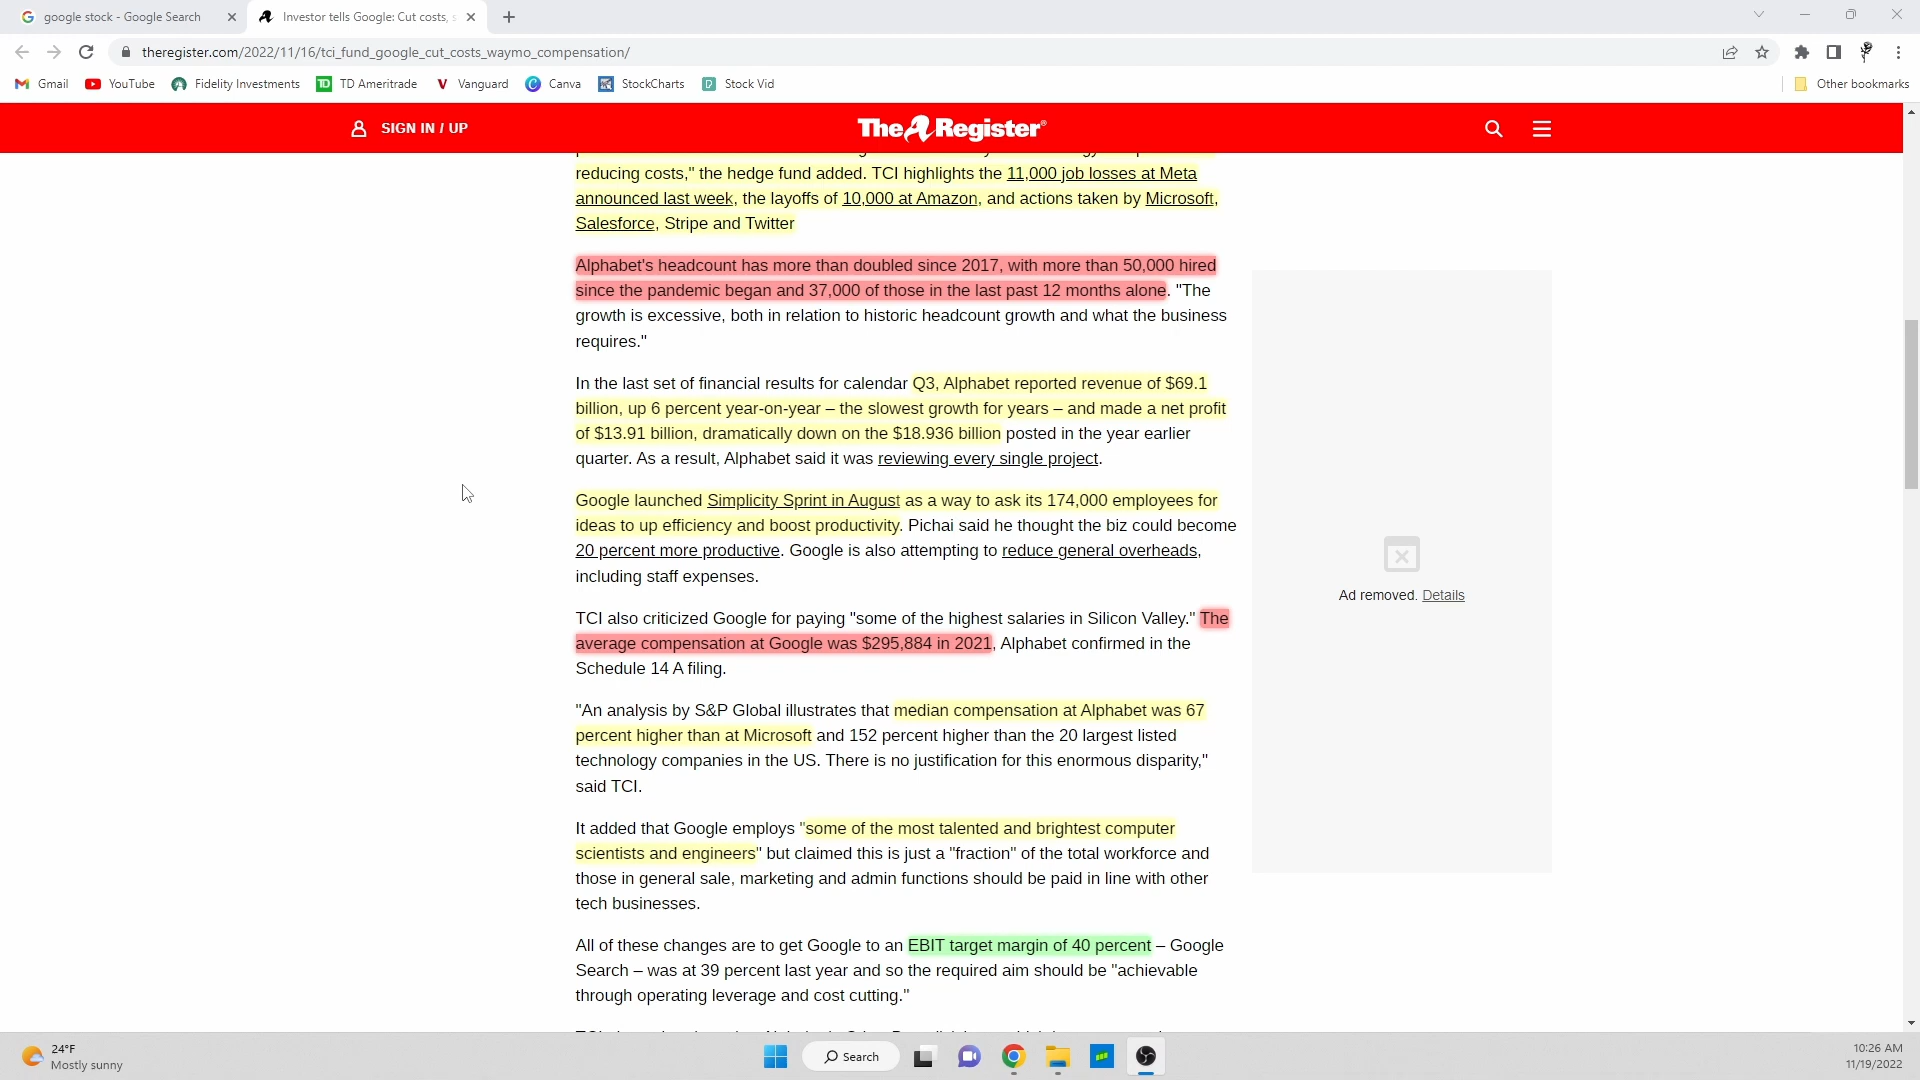 google stock - Google Search
Investor tells Google: Cut costs, s
theregister.com/2022/11/16/tci_fund_google_cut_costs_waymo_compensation/
Gmail
YouTube
Fidelity Investments
TD Ameritrade
Vanguard
Canva
StockCharts
Stock Vid
Other bookmarks
SIGN IN / UP
The Register
reducing costs," the hedge fund added. TCI highlights the 11,000 job losses at Meta
announced last week, the layoffs of 10,000 at Amazon, and actions taken by Microsoft,
Salesforce, Stripe and Twitter
Alphabet's headcount has more than doubled since 2017, with more than 50,000 hired
since the pandemic began and 37,000 of those in the last past 12 months alone. "The
growth is excessive, both in relation to historic headcount growth and what the business
requires."
In the last set of financial results for calendar Q3, Alphabet reported revenue of $69.1
billion, up 6 percent year-on-year – the slowest growth for years – and made a net profit
of $13.91 billion, dramatically down on the $18.936 billion posted in the year earlier
quarter. As a result, Alphabet said it was reviewing every single project.
Google launched Simplicity Sprint in August as a way to ask its 174,000 employees for
ideas to up efficiency and boost productivity. Pichai said he thought the biz could become
20 percent more productive. Google is also attempting to reduce general overheads,
including staff expenses.
Ad removed. Details
TCI also criticized Google for paying "some of the highest salaries in Silicon Valley." The
average compensation at Google was $295,884 in 2021, Alphabet confirmed in the
Schedule 14 A filing.
"An analysis by S&P Global illustrates that median compensation at Alphabet was 67
percent higher than at Microsoft and 152 percent higher than the 20 largest listed
technology companies in the US. There is no justification for this enormous disparity,"
said TCI.
It added that Google employs "some of the most talented and brightest computer
scientists and engineers" but claimed this is just a "fraction" of the total workforce and
those in general sale, marketing and admin functions should be paid in line with other
tech businesses.
All of these changes are to get Google to an EBIT target margin of 40 percent – Google
Search – was at 39 percent last year and so the required aim should be "achievable
through operating leverage and cost cutting."
24°F
Mostly sunny
Search
10:26 AM
11/19/2022